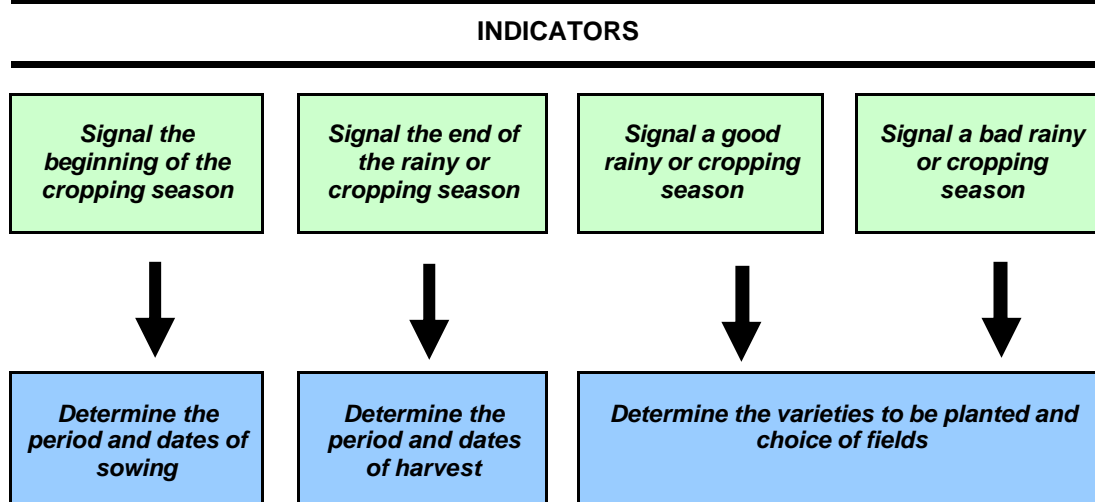 INDICATORS
Signal the
beginning of the
cropping season
Signal the end of
the rainy or
cropping season
Signal a good
rainy or cropping
season
Signal a bad rainy
or cropping
season
Determine the
period and dates of
sowing
Determine the
period and dates
of harvest
Determine the varieties to be planted and
choice of fields